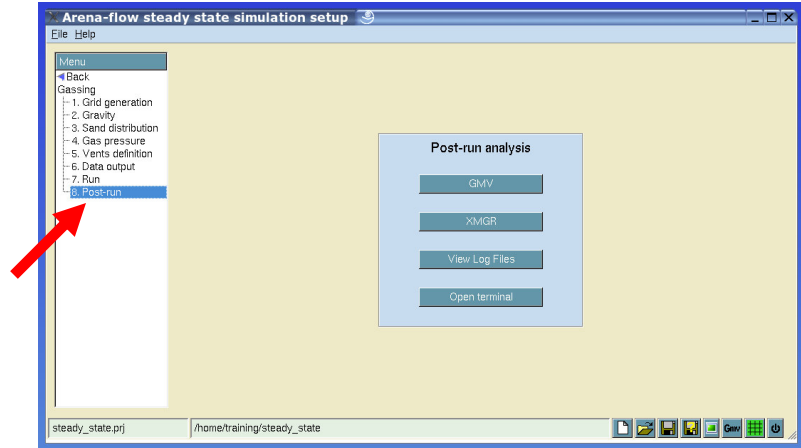 Arena-flow steady state simulation setup
File Help
Menu
Back
Gassing
1. Grid generation
2. Gravity
3. Sand distribution
4. Gas pressure
5. Vents definition
6. Data output
7. Run
8. Post-run
Post-run analysis
GMV
XMGR
View Log Files
Open terminal
steady_state.prj
/home/training/steady_state
GMV